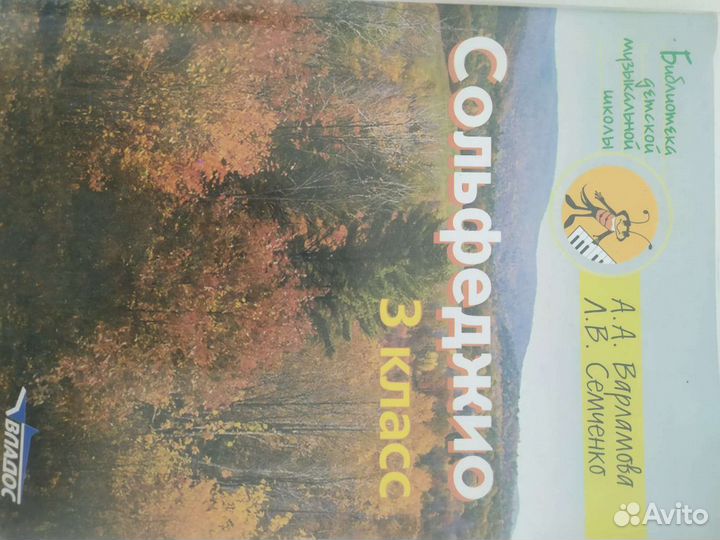 Библиотека
детской
музыкальной
школы
А. А. Варламова
Л. В. Семченко
Сольфеджио
3 класс
ВЛАДОС
Avito